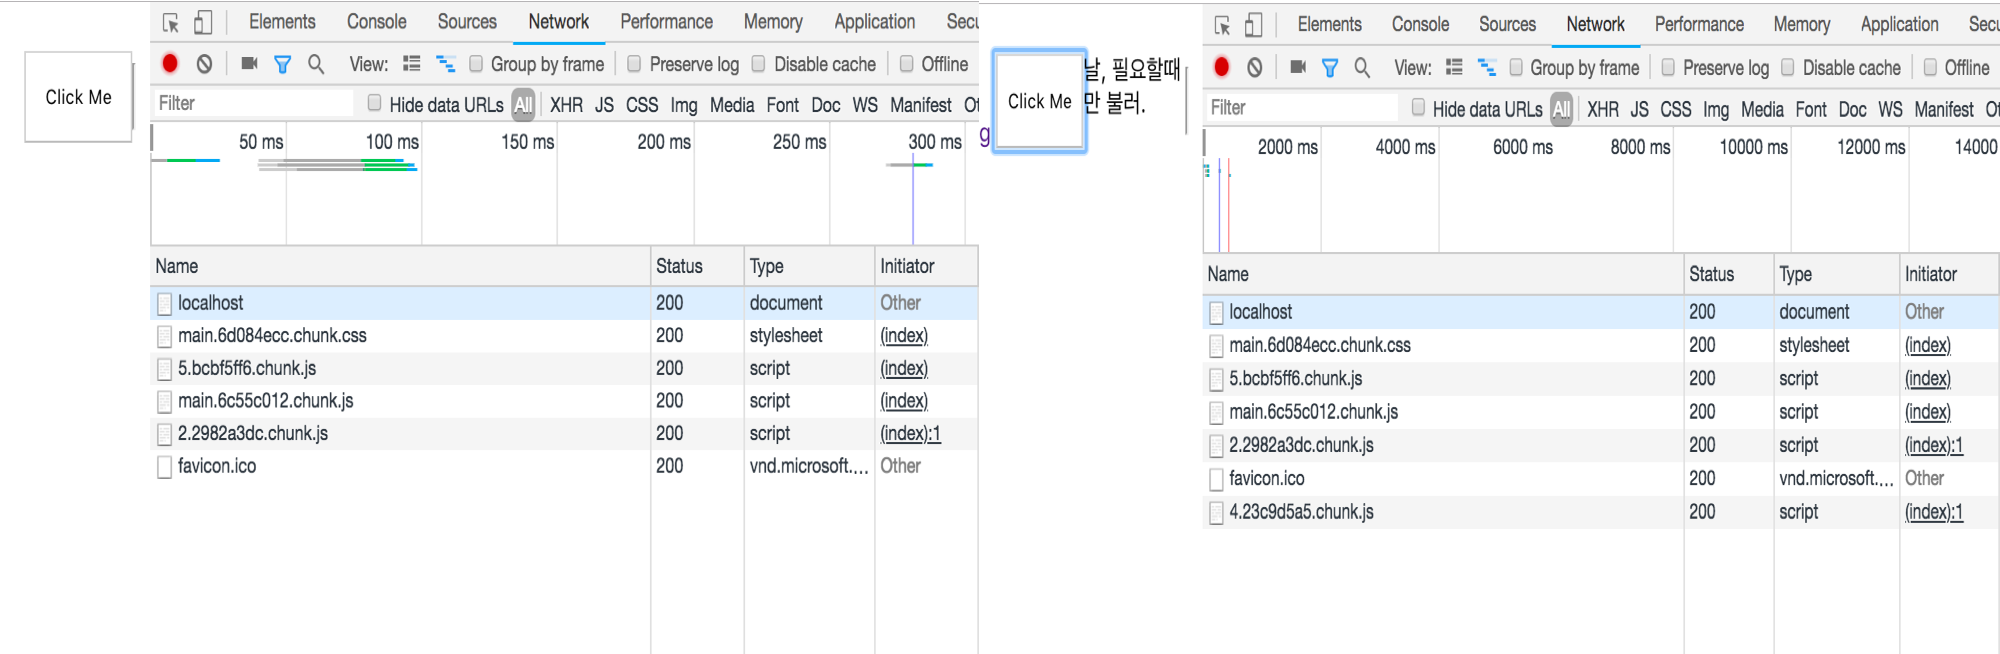 Click Me
Elements Console Sources Network Performance Memory Application Secu
View: Group by frame Preserve log Disable cache Offline
Filter Hide data URLs All XHR JS CSS Img Media Font Doc WS Manifest Ot
50 ms 100 ms 150 ms 200 ms 250 ms 300 ms
Name Status Type Initiator
localhost 200 document Other
main.6d084ecc.chunk.css 200 stylesheet (index)
5.bcbf5ff6.chunk.js 200 script (index)
main.6c55c012.chunk.js 200 script (index)
2.2982a3dc.chunk.js 200 script (index):1
favicon.ico 200 vnd.microsoft.... Other
Click Me
날, 필요할때
만 불러.
g
Elements Console Sources Network Performance Memory Application Secu
View: Group by frame Preserve log Disable cache Offline
Filter Hide data URLs All XHR JS CSS Img Media Font Doc WS Manifest Ot
2000 ms 4000 ms 6000 ms 8000 ms 10000 ms 12000 ms 14000
Name Status Type Initiator
localhost 200 document Other
main.6d084ecc.chunk.css 200 stylesheet (index)
5.bcbf5ff6.chunk.js 200 script (index)
main.6c55c012.chunk.js 200 script (index)
2.2982a3dc.chunk.js 200 script (index):1
favicon.ico 200 vnd.microsoft.... Other
4.23c9d5a5.chunk.js 200 script (index):1